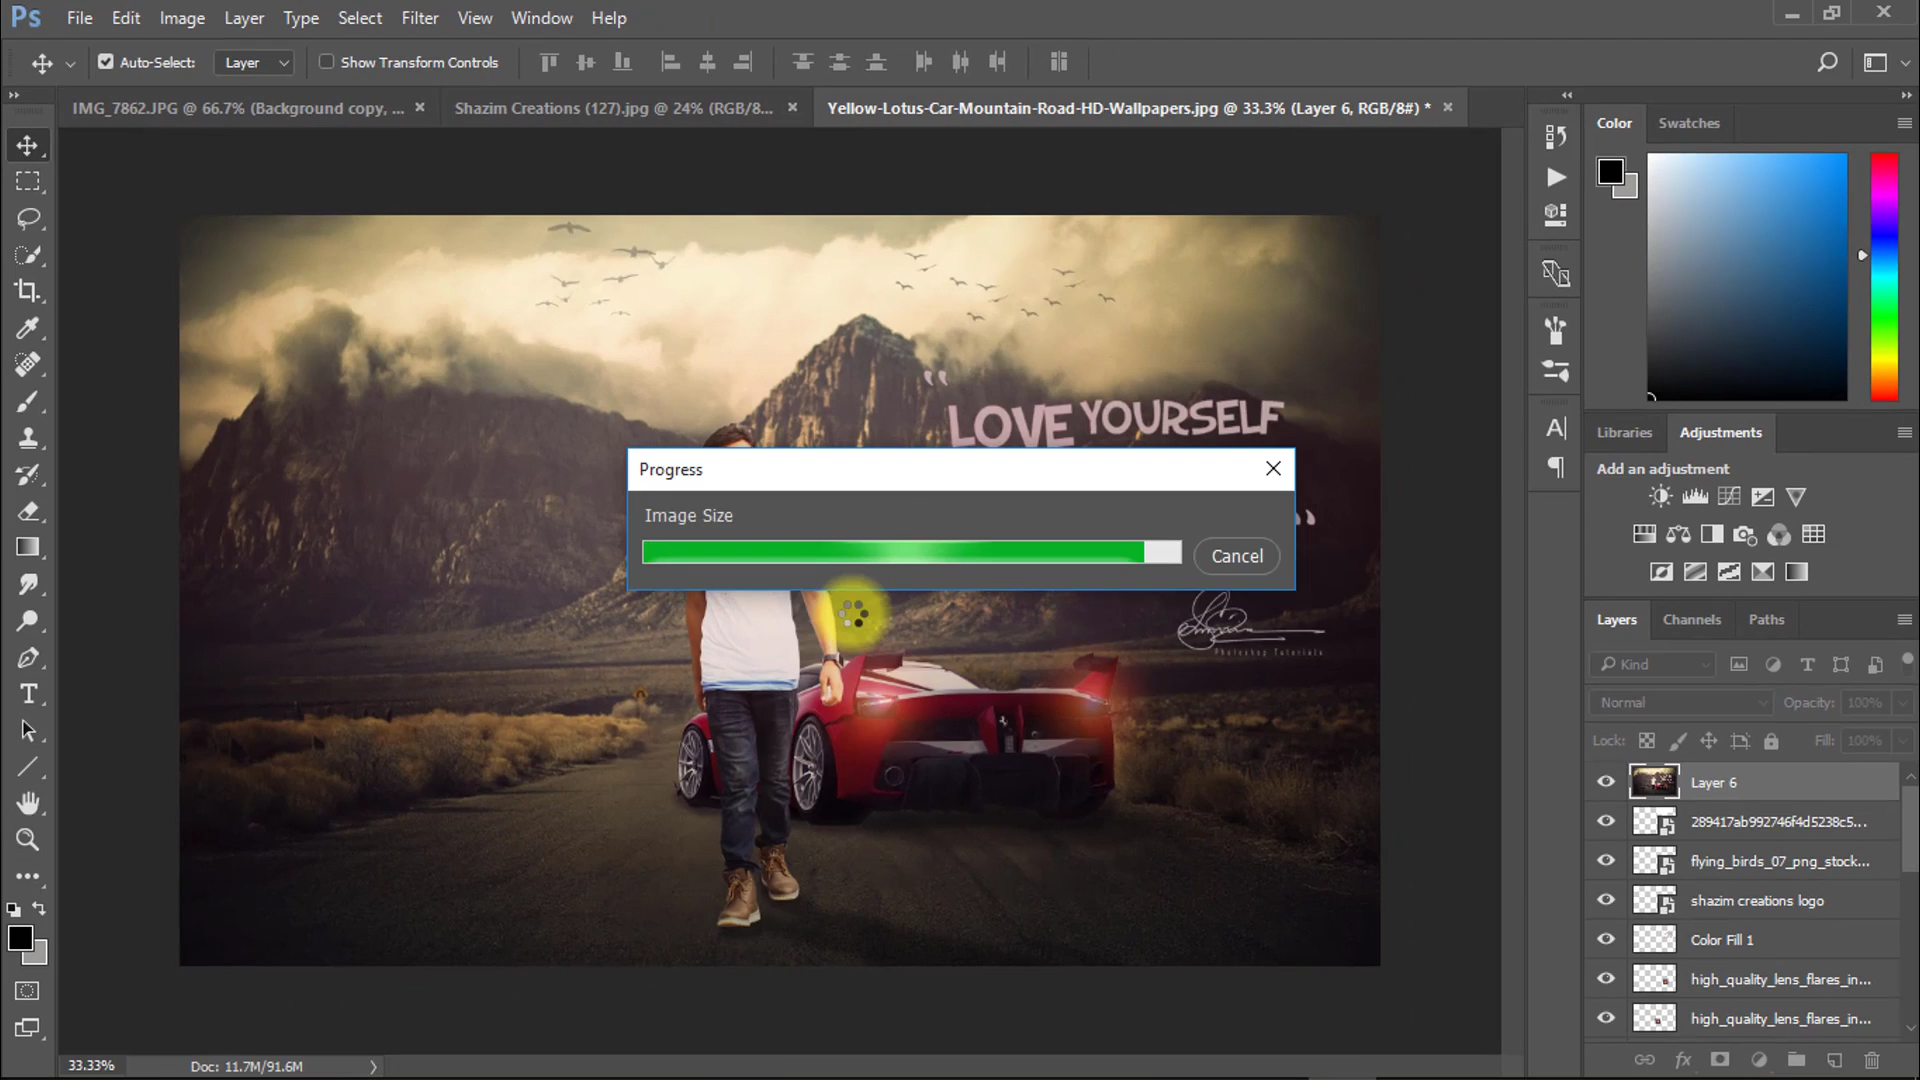 Ps File Edit Image Layer Type Select Filter View Window Help
Auto-Select: Layer Show Transform Controls
IMG_7862.JPG @ 66.7% (Background copy, ... × Shazim Creations (127).jpg @ 24% (RGB/8... × Yellow-Lotus-Car-Mountain-Road-HD-Wallpapers.jpg @ 33.3% (Layer 6, RGB/8#) * ×
Color Swatches
“
LOVE YOURSELF
”
Progress
Image Size
Cancel
Photoshop Tutorials
Libraries Adjustments
Add an adjustment
Layers Channels Paths
Kind
Normal Opacity: 100%
Lock: Fill: 100%
Layer 6
289417ab992746f4d5238c5...
flying_birds_07_png_stock...
shazim creations logo
Color Fill 1
high_quality_lens_flares_in...
high_quality_lens_flares_in...
33.33% Doc: 11.7M/91.6M